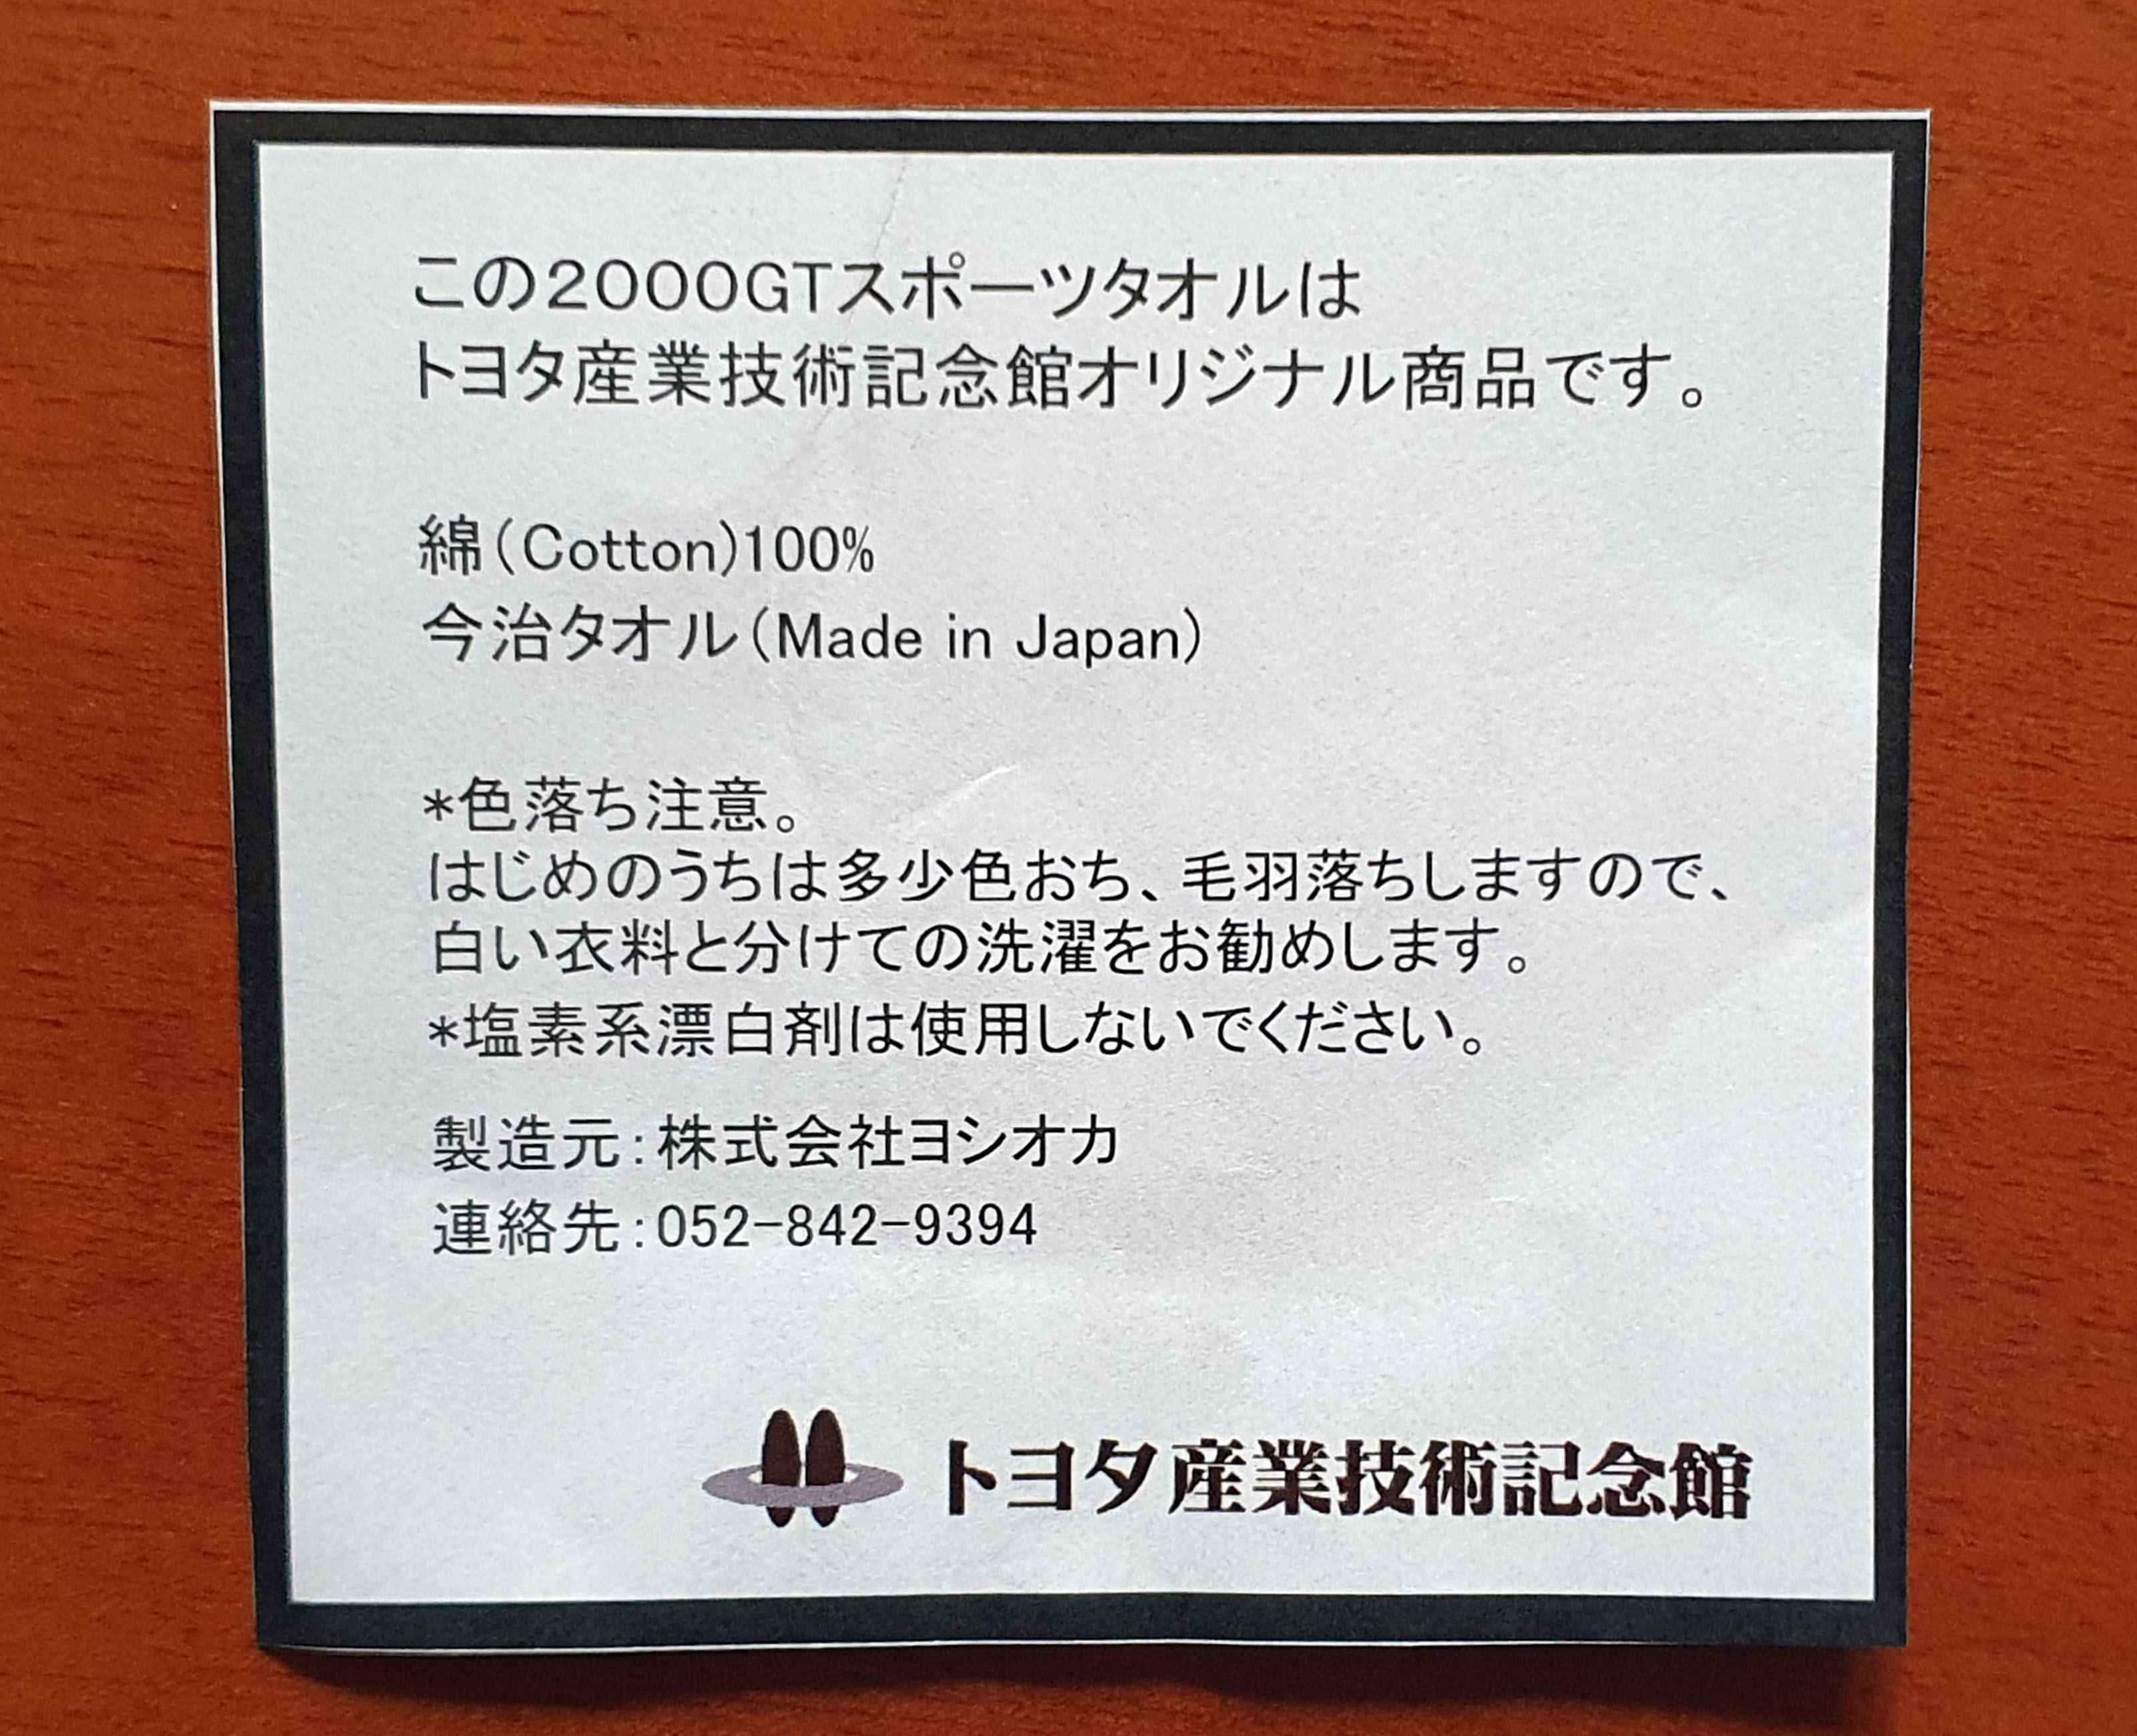 この２０００ＧＴスポーツタオルは
トヨタ産業技術記念館オリジナル商品です。
綿（Cotton)100%
今治タオル（Made in Japan）
*色落ち注意。
はじめのうちは多少色おち、毛羽落ちしますので、
白い衣料と分けての洗濯をお勧めします。
*塩素系漂白剤は使用しないでください。
製造元：株式会社ヨシオカ
連絡先：052-842-9394
トヨタ産業技術記念館